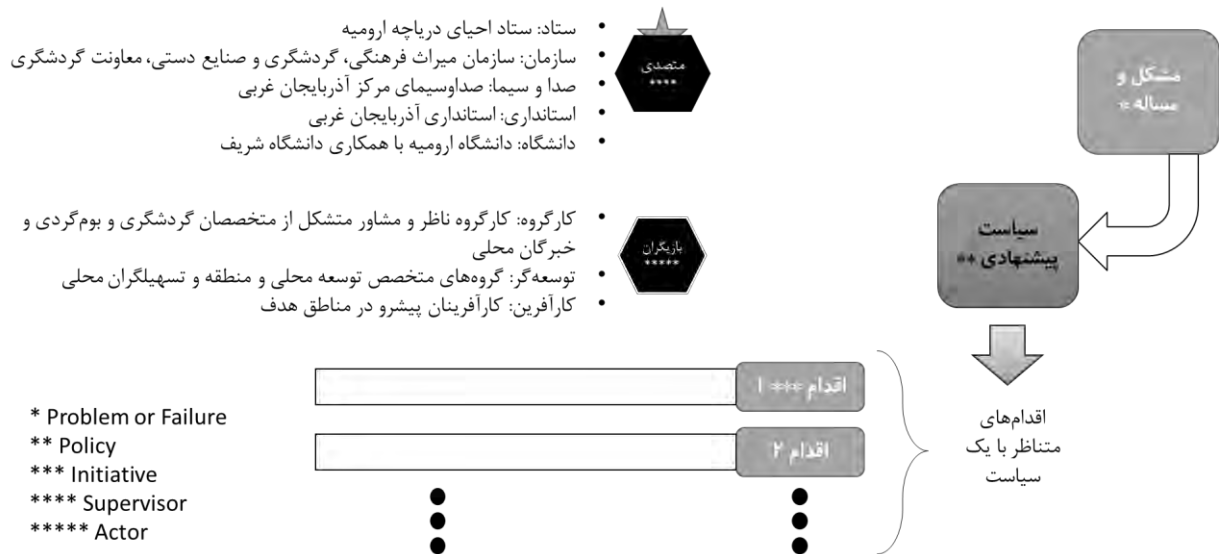 مشکل و
مساله *
سیاست
پیشنهادی **
اقدام‌های
متناظر با یک
سیاست
متصدی
****
• ستاد: ستاد احیای دریاچه ارومیه
• سازمان: سازمان میراث فرهنگی، گردشگری و صنایع دستی، معاونت گردشگری
• صدا و سیما: صداوسیمای مرکز آذربایجان غربی
• استانداری: استانداری آذربایجان غربی
• دانشگاه: دانشگاه ارومیه با همکاری دانشگاه شریف
بازیگران
*****
• کارگروه: کارگروه ناظر و مشاور متشکل از متخصصان گردشگری و بوم‌گردی و
خبرگان محلی
• توسعه‌گر: گروه‌های متخصص توسعه محلی و منطقه و تسهیلگران محلی
• کارآفرین: کارآفرینان پیشرو در مناطق هدف
اقدام *** ۱
اقدام ۲
* Problem or Failure
** Policy
*** Initiative
**** Supervisor
***** Actor